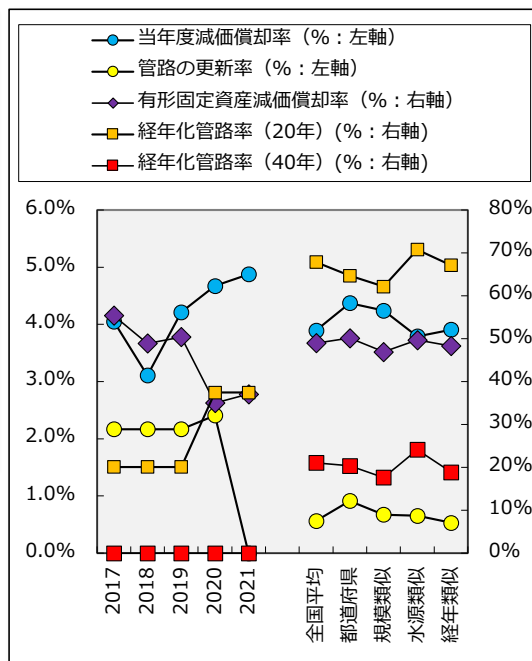 当年度減価償却率（%：左軸）
管路の更新率（%：左軸）
有形固定資産減価償却率（%：右軸）
経年化管路率（20年）(%：右軸)
経年化管路率（40年）(%：右軸)
6.0%
5.0%
4.0%
3.0%
2.0%
1.0%
0.0%
80%
70%
60%
50%
40%
30%
20%
10%
0%
2017
2018
2019
2020
2021
全国平均
都道府県
規模類似
水源類似
経年類似